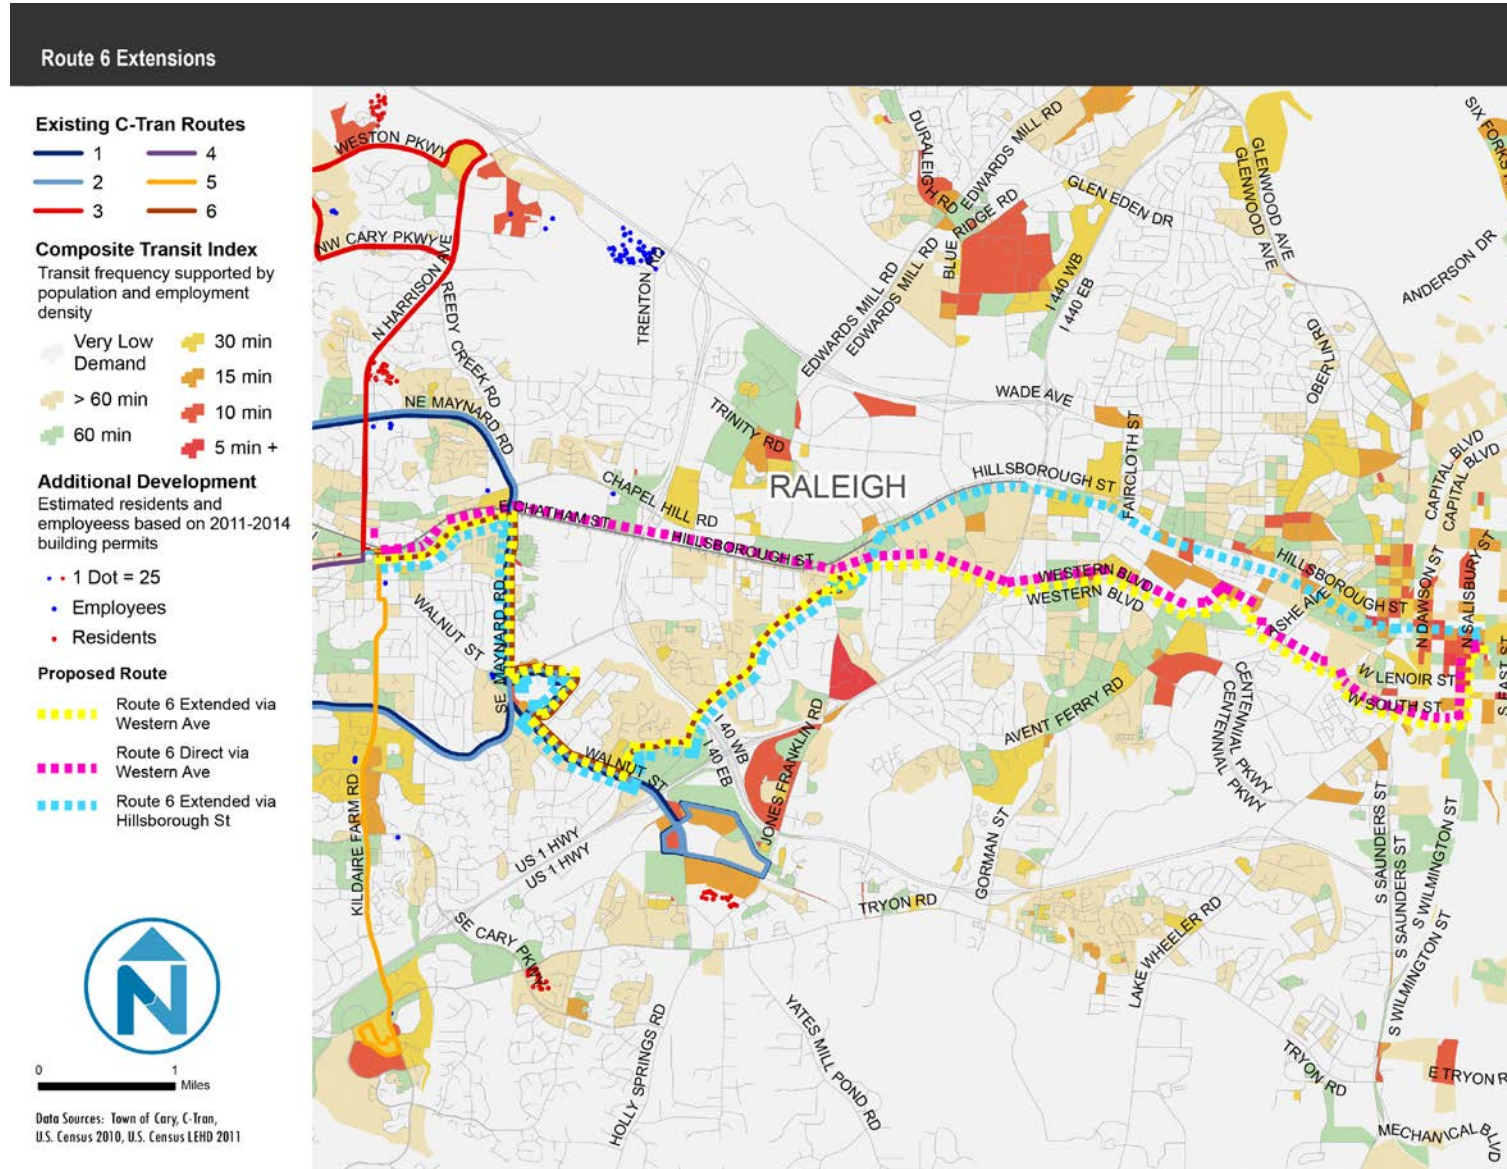 Route 6 Extensions
Existing C-Tran Routes
1
4
2
5
3
6
Composite Transit Index
Transit frequency supported by
population and employment
density
Very Low
Demand
30 min
15 min
> 60 min
10 min
60 min
5 min +
Additional Development
Estimated residents and
employeess based on 2011-2014
building permits
1 Dot = 25
Employees
Residents
Proposed Route
Route 6 Extended via
Western Ave
Route 6 Direct via
Western Ave
Route 6 Extended via
Hillsborough St
N
0
1
Miles
Data Sources: Town of Cary, C-Tran,
U.S. Census 2010, U.S. Census LEHD 2011
WESTON PKWY
NW CARY PKWY
N HARRISON AVE
REEDY CREEK RD
NE MAYNARD RD
TRENTON RD
DURALEIGH RD
EDWARDS MILL RD
BLUE RIDGE RD
EDWARDS MILL RD
EDWARDS MILL RD
GLEN EDEN DR
I 440 WB
I 440 EB
GLENWOOD AVE
GLENWOOD AVE
SIX FORKS R
ANDERSON DR
OBERLIN RD
WADE AVE
TRINITY RD
RALEIGH
HILLSBOROUGH ST
FAIRCLOTH ST
CAPITAL BLVD
CAPITAL BLVD
CHAPEL HILL RD
E CHATHAM ST
HILLSBOROUGH ST
WESTERN BLVD
WESTERN BLVD
HILLSBOROUGH ST
ASHE AVE
N DAWSON ST
N SALISBURY ST
W LENOIR ST
W SOUTH ST
S EAST ST
WALNUT ST
SE MAYNARD RD
WALNUT ST
I 40 WB
I 40 EB
JONES FRANKLIN RD
AVENT FERRY RD
CENTENNIAL PKWY
CENTENNIAL PKWY
GORMAN ST
KILDAIRE FARM RD
US 1 HWY
US 1 HWY
TRYON RD
S SAUNDERS ST
S SAUNDERS ST
S WILMINGTON ST
S WILMINGTON ST
SE CARY PKWY
LAKE WHEELER RD
HOLLY SPRINGS RD
YATES MILL POND RD
TRYON RD
E TRYON R
MECHANICAL BLVD